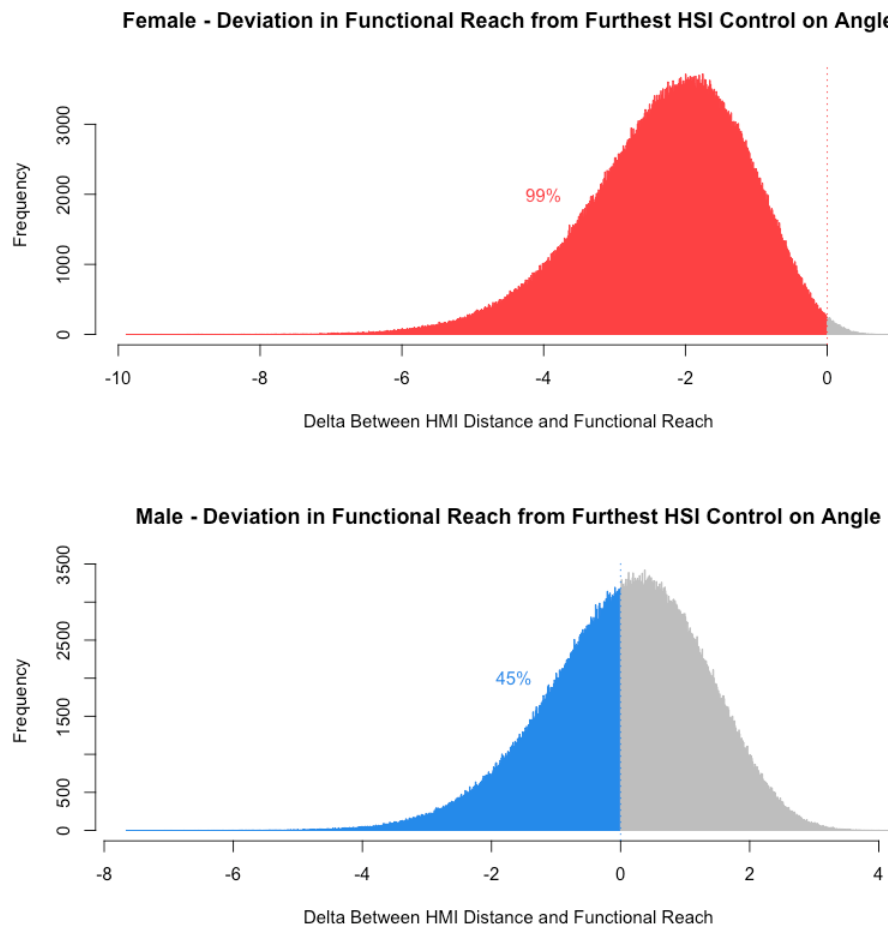 Female - Deviation in Functional Reach from Furthest HSI Control on Angle
3000
2000
1000
0
Frequency
99%
-10 -8 -6 -4 -2 0
Delta Between HMI Distance and Functional Reach
Male - Deviation in Functional Reach from Furthest HSI Control on Angle
3500
2500
1500
500
0
Frequency
45%
-8 -6 -4 -2 0 2 4
Delta Between HMI Distance and Functional Reach